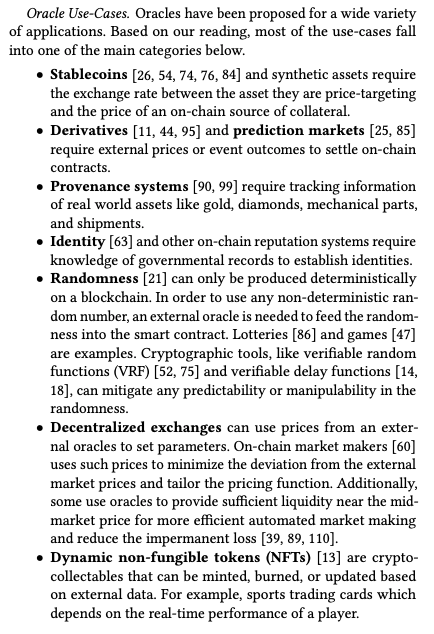 Oracle Use-Cases. Oracles have been proposed for a wide variety
of applications. Based on our reading, most of the use-cases fall
into one of the main categories below.
• Stablecoins [26, 54, 74, 76, 84] and synthetic assets require
the exchange rate between the asset they are price-targeting
and the price of an on-chain source of collateral.
• Derivatives [11, 44, 95] and prediction markets [25, 85]
require external prices or event outcomes to settle on-chain
contracts.
• Provenance systems [90, 99] require tracking information
of real world assets like gold, diamonds, mechanical parts,
and shipments.
• Identity [63] and other on-chain reputation systems require
knowledge of governmental records to establish identities.
• Randomness [21] can only be produced deterministically
on a blockchain. In order to use any non-deterministic ran-
dom number, an external oracle is needed to feed the random-
ness into the smart contract. Lotteries [86] and games [47]
are examples. Cryptographic tools, like verifiable random
functions (VRF) [52, 75] and verifiable delay functions [14,
18], can mitigate any predictability or manipulability in the
randomness.
• Decentralized exchanges can use prices from an exter-
nal oracles to set parameters. On-chain market makers [60]
uses such prices to minimize the deviation from the external
market prices and tailor the pricing function. Additionally,
some use oracles to provide sufficient liquidity near the mid-
market price for more efficient automated market making
and reduce the impermanent loss [39, 89, 110].
• Dynamic non-fungible tokens (NFTs) [13] are crypto-
collectables that can be minted, burned, or updated based
on external data. For example, sports trading cards which
depends on the real-time performance of a player.